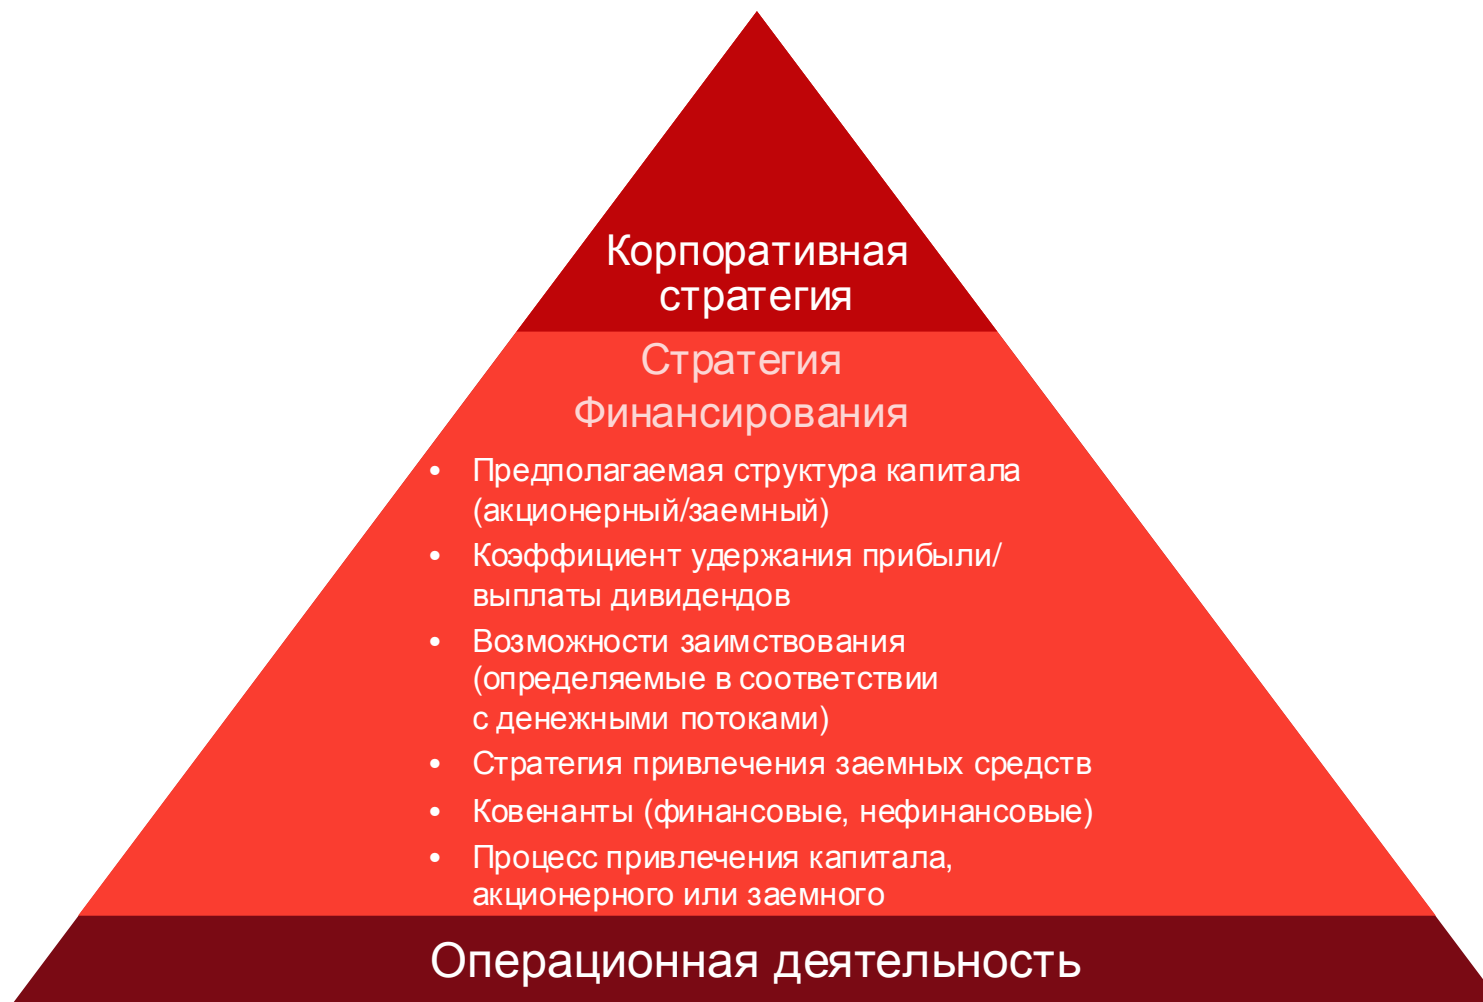 Корпоративная
стратегия
Стратегия
Финансирования
• Предполагаемая структура капитала
(акционерный/заемный)
• Коэффициент удержания прибыли/
выплаты дивидендов
• Возможности заимствования
(определяемые в соответствии
с денежными потоками)
• Стратегия привлечения заемных средств
• Ковенанты (финансовые, нефинансовые)
• Процесс привлечения капитала,
акционерного или заемного
Операционная деятельность